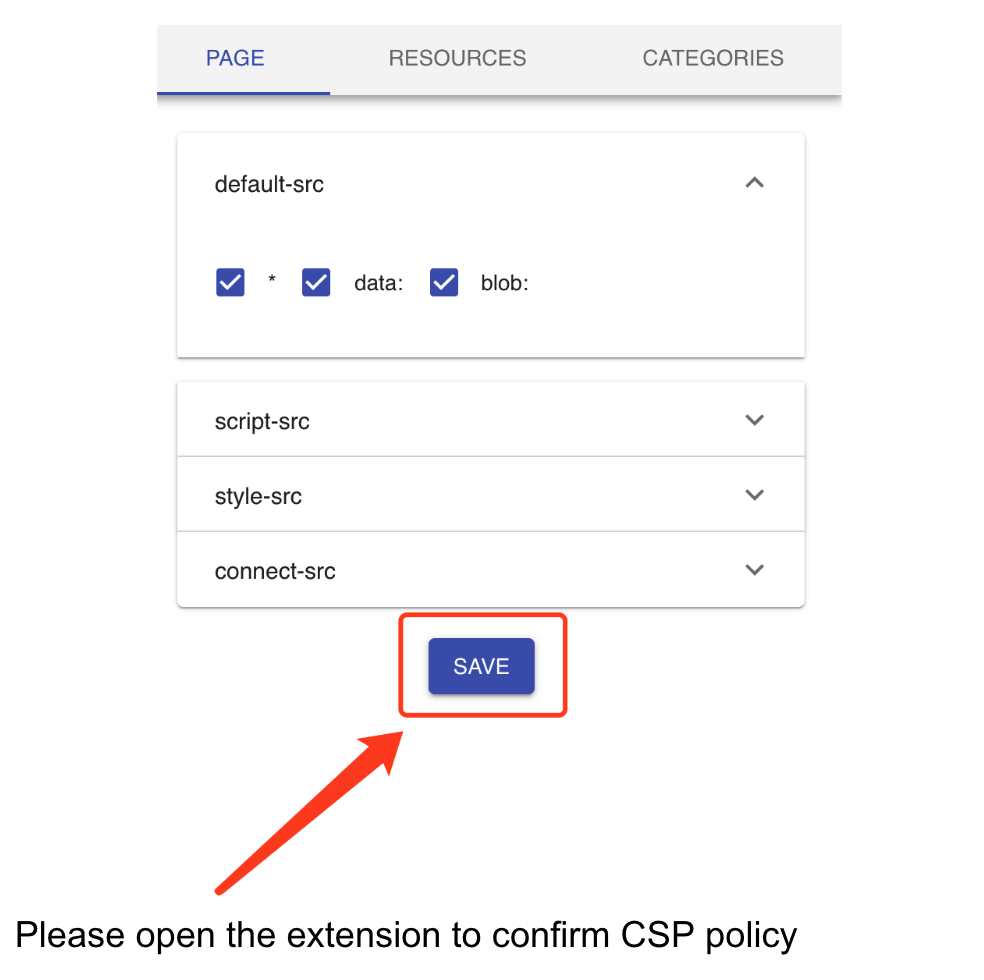 PAGE RESOURCES CATEGORIES
default-src
* data: blob:
script-src
style-src
connect-src
SAVE
Please open the extension to confirm CSP policy